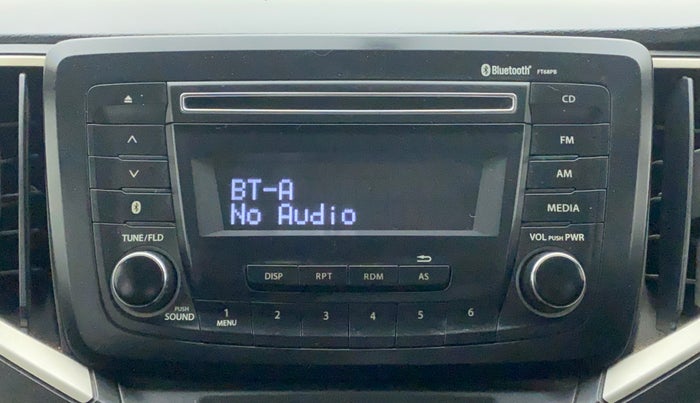 Bluetooth® FT68PB
CD
FM
AM
MEDIA
BT-A
No Audio
TUNE/FLD
VOL PUSH PWR
DISP RPT RDM AS
PUSH
SOUND
1 2 3 4 5 6
MENU